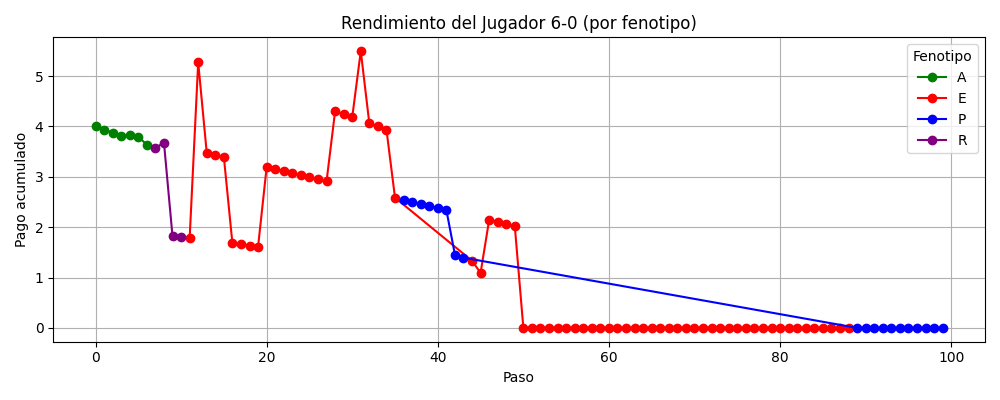 Rendimiento del Jugador 6-0 (por fenotipo)
Pago acumulado
5
4
3
2
1
0
0 20 40 60 80 100
Paso
Fenotipo
A
E
P
R